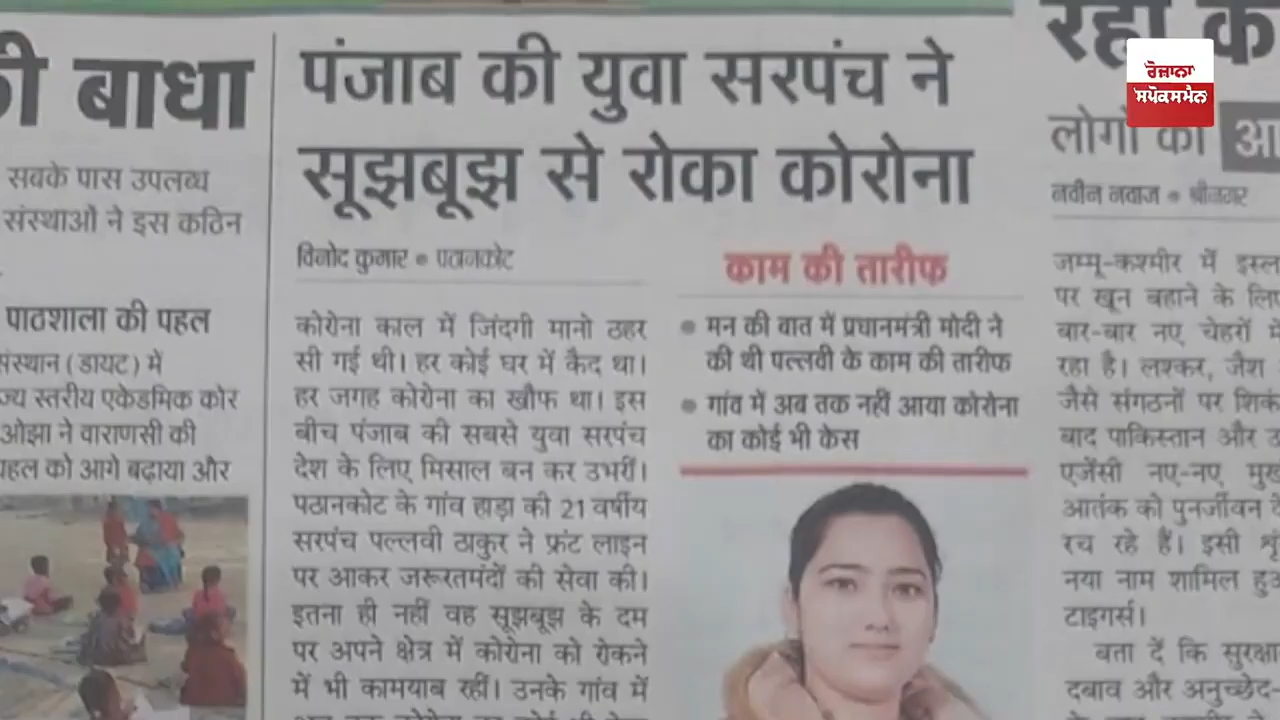 ी बाधा
सबके पास उपलब्ध
संस्थाओं ने इस कठिन
पाठशाला की पहल
संस्थान (डायट) में
ज्य स्तरीय एकेडमिक कोर
ओझा ने वाराणसी की
पहल को आगे बढ़ाया और
पंजाब की युवा सरपंच ने
सूझबूझ से रोका कोरोना
विनोद कुमार • पठानकोट
कोरोना काल में जिंदगी मानो ठहर
सी गई थी। हर कोई घर में कैद था।
हर जगह कोरोना का खौफ था। इस
बीच पंजाब की सबसे युवा सरपंच
देश के लिए मिसाल बन कर उभरीं।
पठानकोट के गांव हाड़ा की 21 वर्षीय
सरपंच पल्लवी ठाकुर ने फ्रंट लाइन
पर आकर जरूरतमंदों की सेवा की।
इतना ही नहीं वह सूझबूझ के दम
पर अपने क्षेत्र में कोरोना को रोकने
में भी कामयाब रहीं। उनके गांव में
काम की तारीफ
• मन की वात में प्रधानमंत्री मोदी ने
की थी पल्लवी के काम की तारीफ
• गांव में अब तक नहीं आया कोरोना
का कोई भी केस
ਰੋਜ਼ਾਨਾ
ਸਪੋਕਸਮੈਨ
रहा क
लोगों को आ
नवीन नवाज • श्रीनगर
जम्मू-कश्मीर में इस्ल
पर खून बहाने के लि
बार-बार नए चेहरों में
रहा है। लश्कर, जैश
जैसे संगठनों पर शिकं
बाद पाकिस्तान और उ
एजेंसी नए-नए मुख
आतंक को पुनर्जीवन दे
रच रहे हैं। इसी शृं
नया नाम शामिल हुअ
टाइगर्स।
बता दें कि सुरक्षा
दबाव और अनुच्छेद-